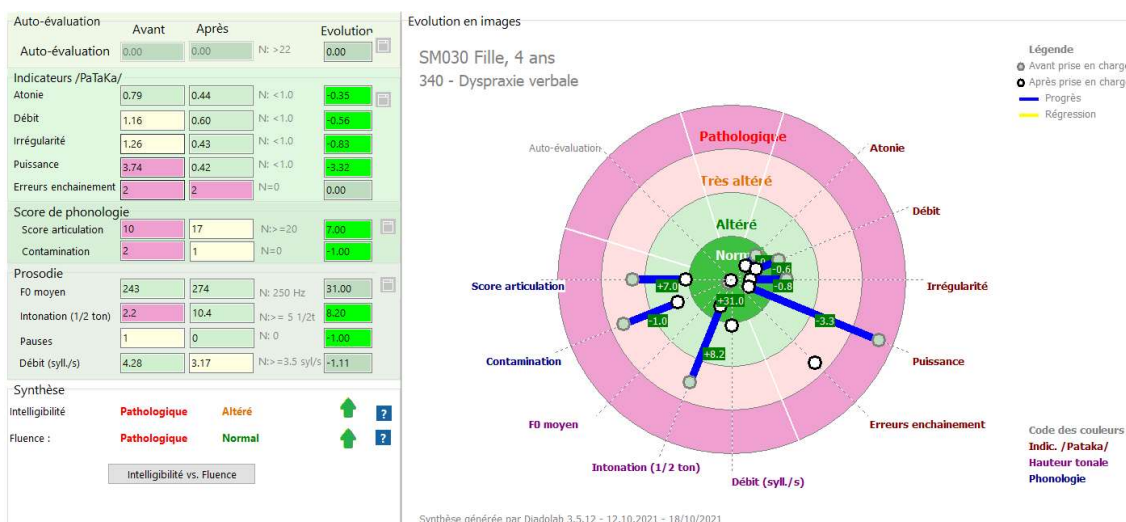 Auto-évaluation
Avant Après Evolution
Auto-évaluation 0.00 0.00 N: >22 0.00
Indicateurs /PaTaKa/
Atonie 0.79 0.44 N: <1.0 -0.35
Débit 1.16 0.60 N: <1.0 -0.56
Irrégularité 1.26 0.43 N: <1.0 -0.83
Puissance 3.74 0.42 N: <1.0 -3.32
Erreurs enchainement 2 2 N=0 0.00
Score de phonologie
Score articulation 10 17 N:>=20 7.00
Contamination 2 1 N=0 -1.00
Prosodie
F0 moyen 243 274 N: 250 Hz 31.00
Intonation (1/2 ton) 2.2 10.4 N:>= 5 1/2t 8.20
Pauses 1 0 N: 0 -1.00
Débit (syll./s) 4.28 3.17 N:>=3.5 syl/s -1.11
Synthèse
Intelligibilité Pathologique Altéré ?
Fluence : Pathologique Normal ?
Intelligibilité vs. Fluence
Evolution en images
SM030 Fille, 4 ans
340 - Dyspraxie verbale
Légende
Avant prise en charge
Après prise en charge
Progrès
Régression
Pathologique
Très altéré
Altéré
Auto-évaluation
Atonie
Débit
Irrégularité
Puissance
Erreurs enchainement
Débit (syll./s)
Intonation (1/2 ton)
F0 moyen
Contamination
Score articulation
-0.6
-0.8
-3.3
+31.0
+7.0
-1.0
+8.2
Code des couleurs
Indic. /Pataka/
Hauteur tonale
Phonologie
Synthèse générée par Diadolab 3.5.12 - 12.10.2021 - 18/10/2021